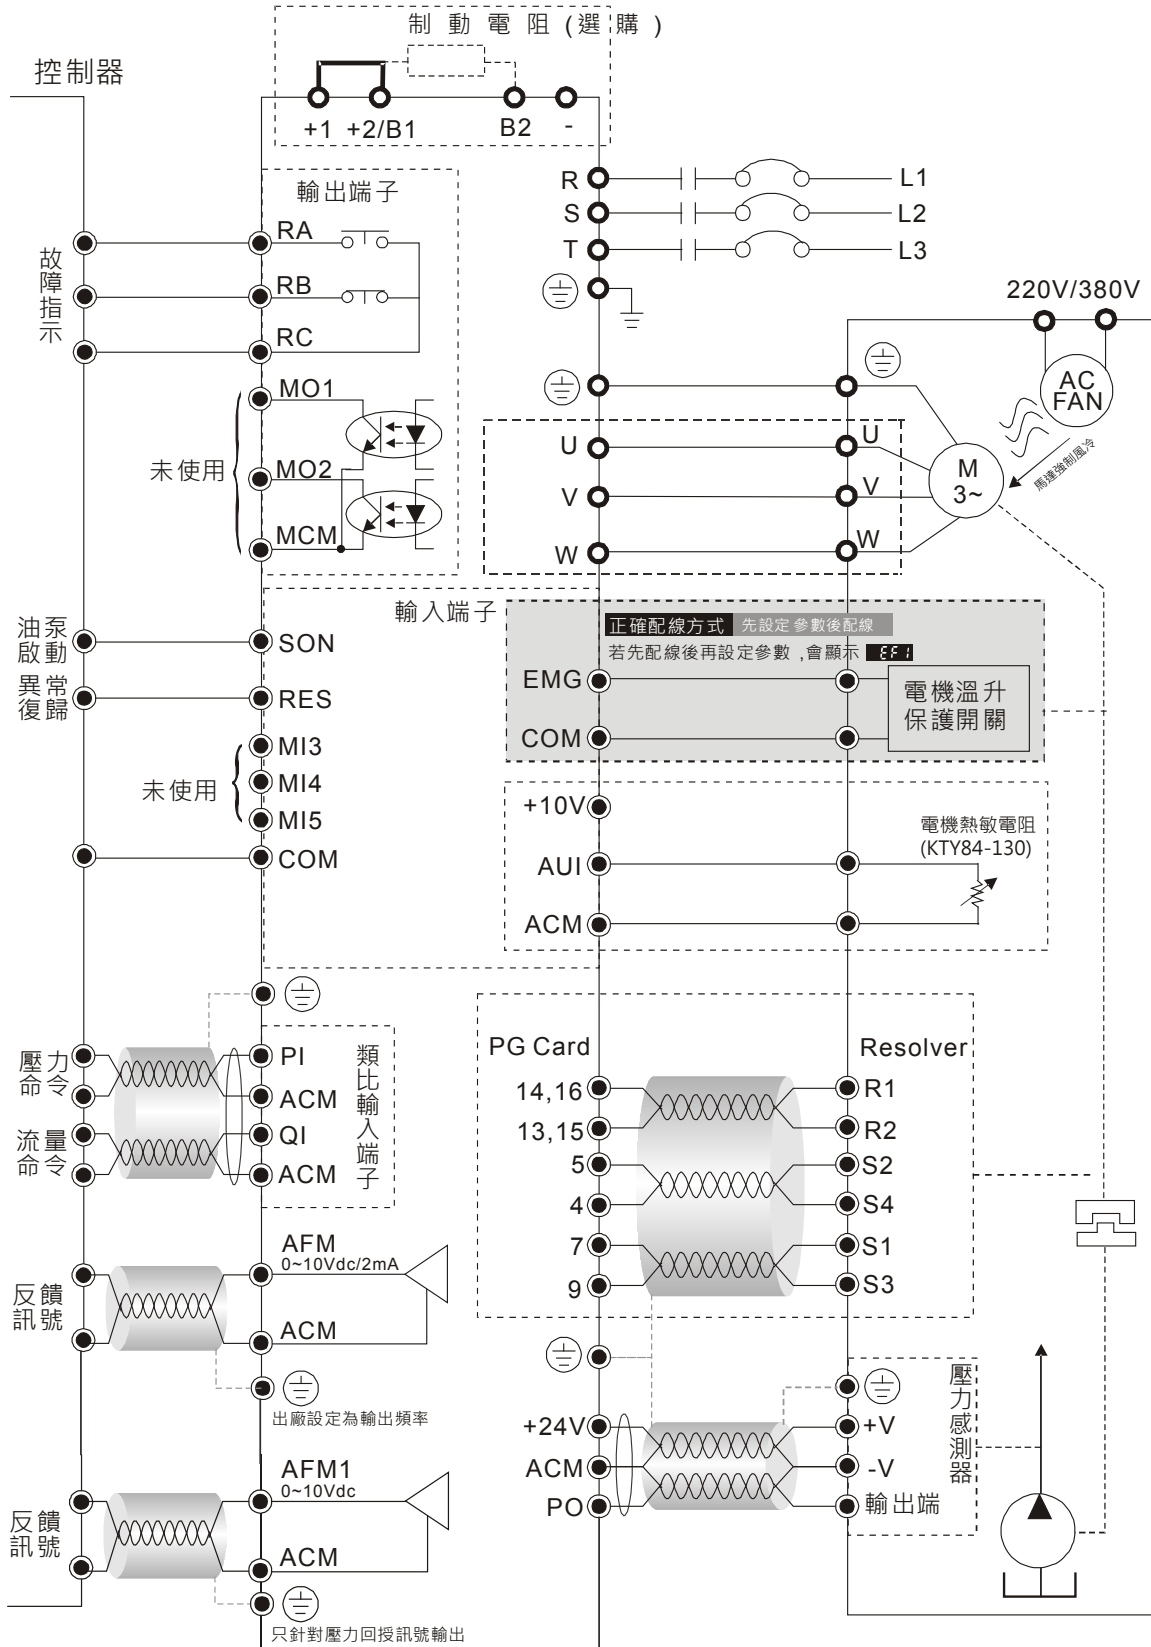 制動電阻(選購)
控制器
+1 +2/B1 B2 -
輸出端子
R L1
S L2
T L3
RA
RB
RC
故障指示
220V/380V
AC
FAN
馬達強制風冷
MO1
MO2
MCM
未使用
U U
V V
W W
M
3~
輸入端子
正確配線方式 先設定參數後配線
若先配線後再設定參數,會顯示 EF1
EMG
COM
電機溫升
保護開關
油泵
啟動
SON
異常
復歸
RES
MI3
MI4
MI5
未使用
COM
+10V
AUI
ACM
電機熱敏電阻
(KTY84-130)
壓力
命令
流量
命令
PI
ACM
QI
ACM
類比輸入端子
PG Card Resolver
14,16 R1
13,15 R2
5 S2
4 S4
7 S1
9 S3
反饋
訊號
AFM
0~10Vdc/2mA
ACM
出廠設定為輸出頻率
反饋
訊號
AFM1
0~10Vdc
ACM
只針對壓力回授訊號輸出
+24V +V
ACM -V
PO 輸出端
壓力感測器